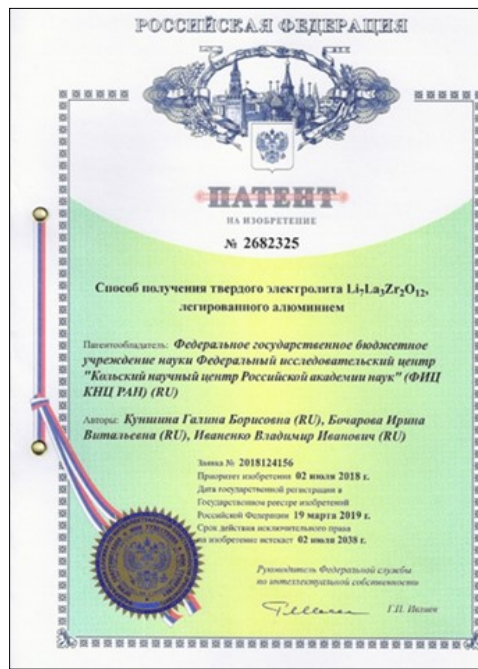 РОССИЙСКАЯ ФЕДЕРАЦИЯ
ПАТЕНТ
НА ИЗОБРЕТЕНИЕ
№ 2682325
Способ получения твердого электролита Li₇La₃Zr₂O₁₂,
легированного алюминием
Патентообладатель: Федеральное государственное бюджетное
учреждение науки Федеральный исследовательский центр
"Кольский научный центр Российской академии наук" (ФИЦ
КНЦ РАН) (RU)
Авторы: Куншина Галина Борисовна (RU), Бочарова Ирина
Витальевна (RU), Иваненко Владимир Иванович (RU)
Заявка № 2018124156
Приоритет изобретения 02 июля 2018 г.
Дата государственной регистрации в
Государственном реестре изобретений
Российской Федерации 19 марта 2019 г.
Срок действия исключительного права
на изобретение истекает 02 июля 2038 г.
Руководитель Федеральной службы
по интеллектуальной собственности
Г.П. Ивлиев